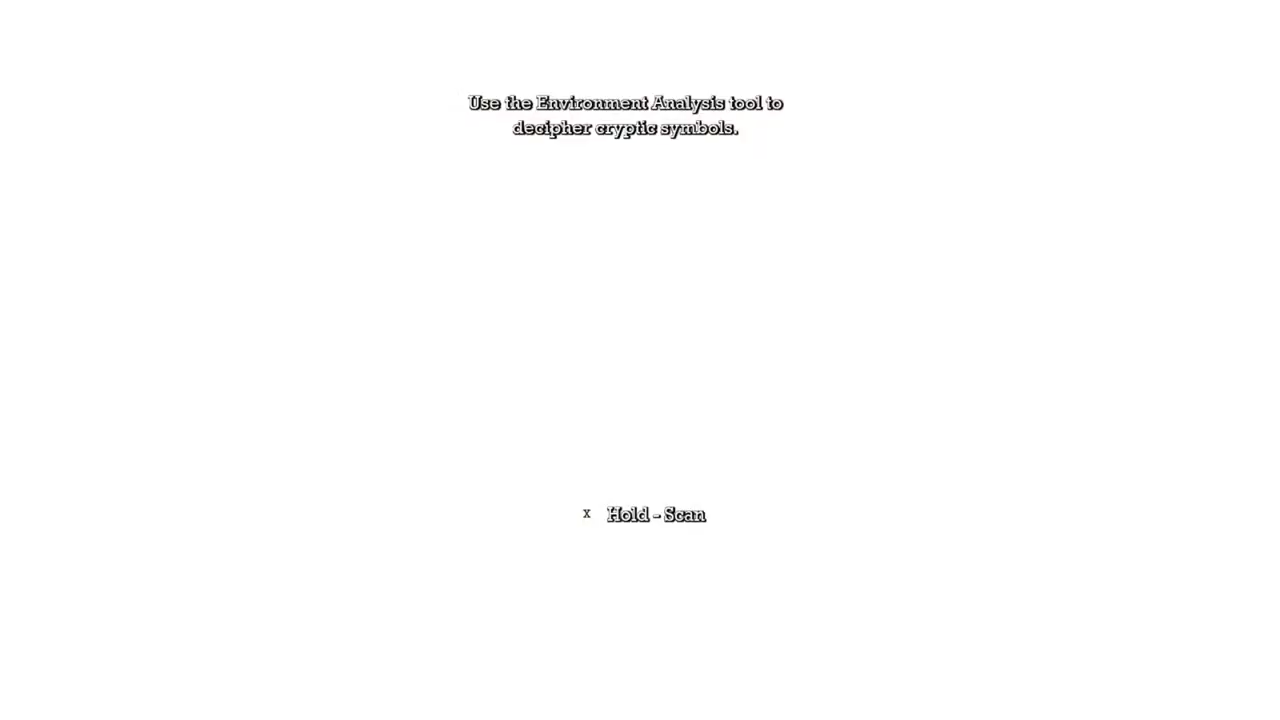 Use the Environment Analysis tool to
decipher cryptic symbols.
X Hold - Scan